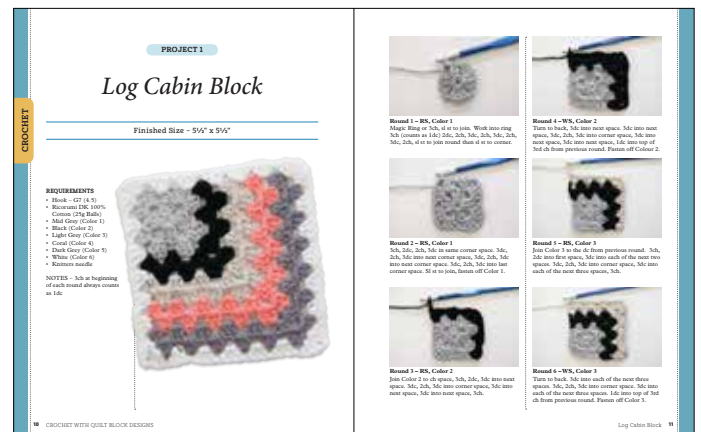 PROJECT 1
Log Cabin Block
CROCHET
Finished Size – 5½" x 5½"
REQUIREMENTS
• Hook – G7 (4.5)
• Ricorumi DK 100%
Cotton (25g Balls)
• Mid Grey (Color 1)
• Black (Color 2)
• Light Grey (Color 3)
• Coral (Color 4)
• Dark Grey (Color 5)
• White (Color 6)
• Knitters needle
NOTES – 3ch at beginning
of each round always counts
as 1dc
10 CROCHET WITH QUILT BLOCK DESIGNS
Round 1 – RS, Color 1
Magic Ring or 3ch, sl st to join. Work into ring
3ch (counts as 1dc) 2dc, 2ch, 3dc, 2ch, 3dc, 2ch,
3dc, 2ch, sl st to join round then sl st to corner.
Round 2 – RS, Color 1
3ch, 2dc, 2ch, 3dc in same corner space. 3dc,
2ch, 3dc into next corner space, 3dc, 2ch, 3dc
into next corner space. 3dc, 2ch, 3dc into last
corner space. Sl st to join, fasten off Color 1.
Round 3 – RS, Color 2
Join Color 2 to ch space, 3ch, 2dc, 3dc into next
space. 3dc, 2ch, 3dc into corner space, 3dc into
next space, 3dc into next space, 3ch.
Round 4 –WS, Color 2
Turn to back, 3dc into next space. 3dc into next
space, 3dc, 2ch, 3dc into corner space, 3dc into
next space, 3dc into next space, 1dc into top of
3rd ch from previous round. Fasten off Colour 2.
Round 5 – RS, Color 3
Join Color 3 to the dc from previous round. 3ch,
2dc into first space, 3dc into each of the next two
spaces. 3dc, 2ch, 3dc into corner space, 3dc into
each of the next three spaces, 3ch.
Round 6 –WS, Color 3
Turn to back. 3dc into each of the next three
spaces. 3dc, 2ch, 3dc into corner space. 3dc into
each of the next three spaces. 1dc into top of 3rd
ch from previous round. Fasten off Color 3.
Log Cabin Block 11